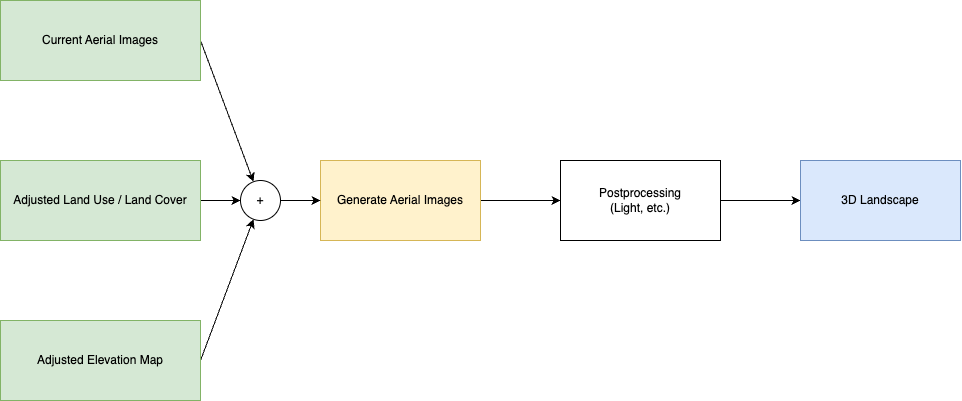 Current Aerial Images
Adjusted Land Use / Land Cover
+
Generate Aerial Images
Postprocessing
(Light, etc.)
3D Landscape
Adjusted Elevation Map